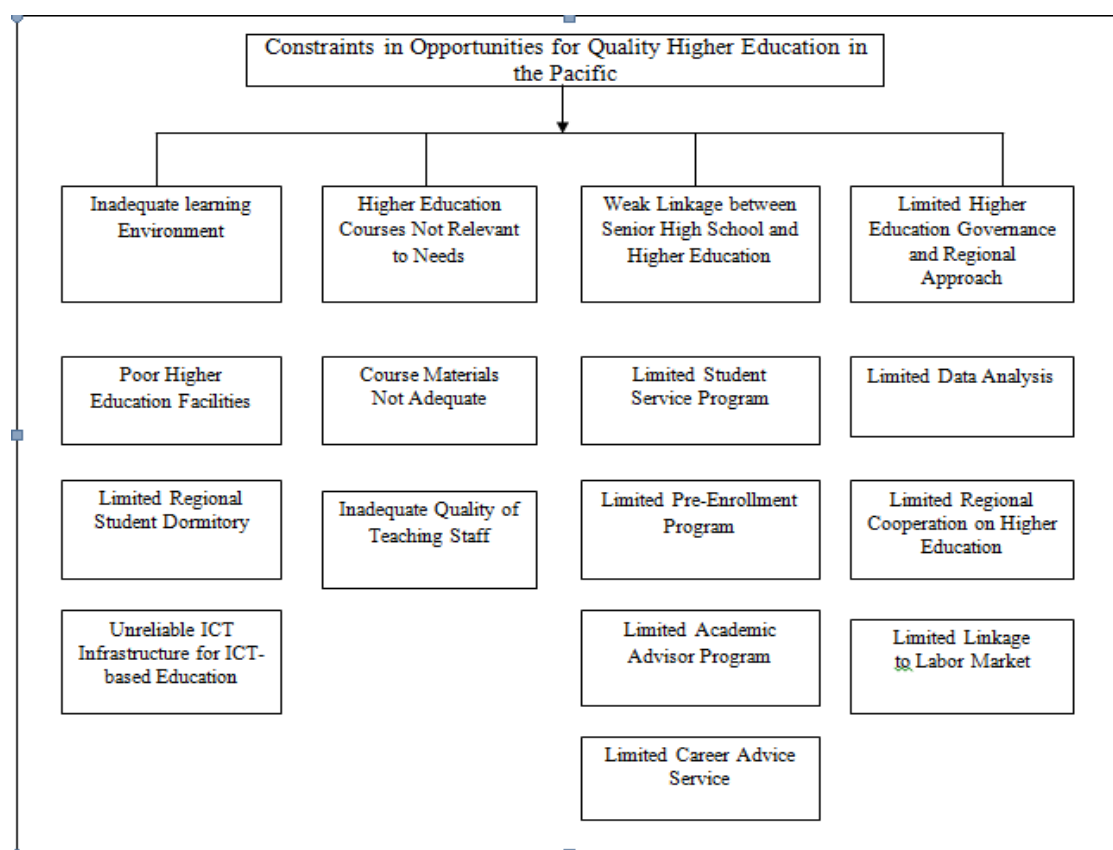 Constraints in Opportunities for Quality Higher Education in
the Pacific
Inadequate learning
Environment
Higher Education
Courses Not Relevant
to Needs
Weak Linkage between
Senior High School and
Higher Education
Limited Higher
Education Governance
and Regional
Approach
Poor Higher
Education Facilities
Course Materials
Not Adequate
Limited Student
Service Program
Limited Data Analysis
Limited Regional
Student Dormitory
Inadequate Quality of
Teaching Staff
Limited Pre-Enrollment
Program
Limited Regional
Cooperation on Higher
Education
Unreliable ICT
Infrastructure for ICT-
based Education
Limited Academic
Advisor Program
Limited Linkage
to Labor Market
Limited Career Advice
Service